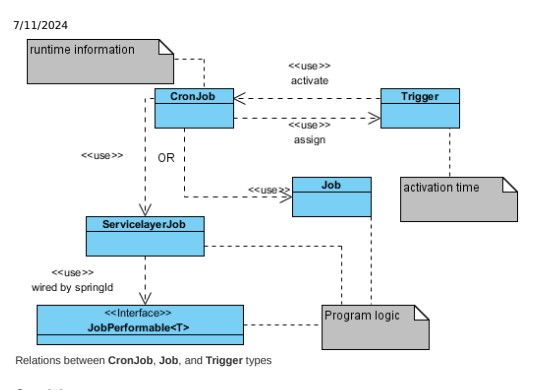 7/11/2024
runtime information
<<use>>
activate
CronJob
Trigger
<<use>>
assign
<<use>>
OR
<<use>>
Job
activation time
ServicelayerJob
<<use>>
wired by springId
<<Interface>>
JobPerformable<T>
Program logic
Relations between CronJob, Job, and Trigger types